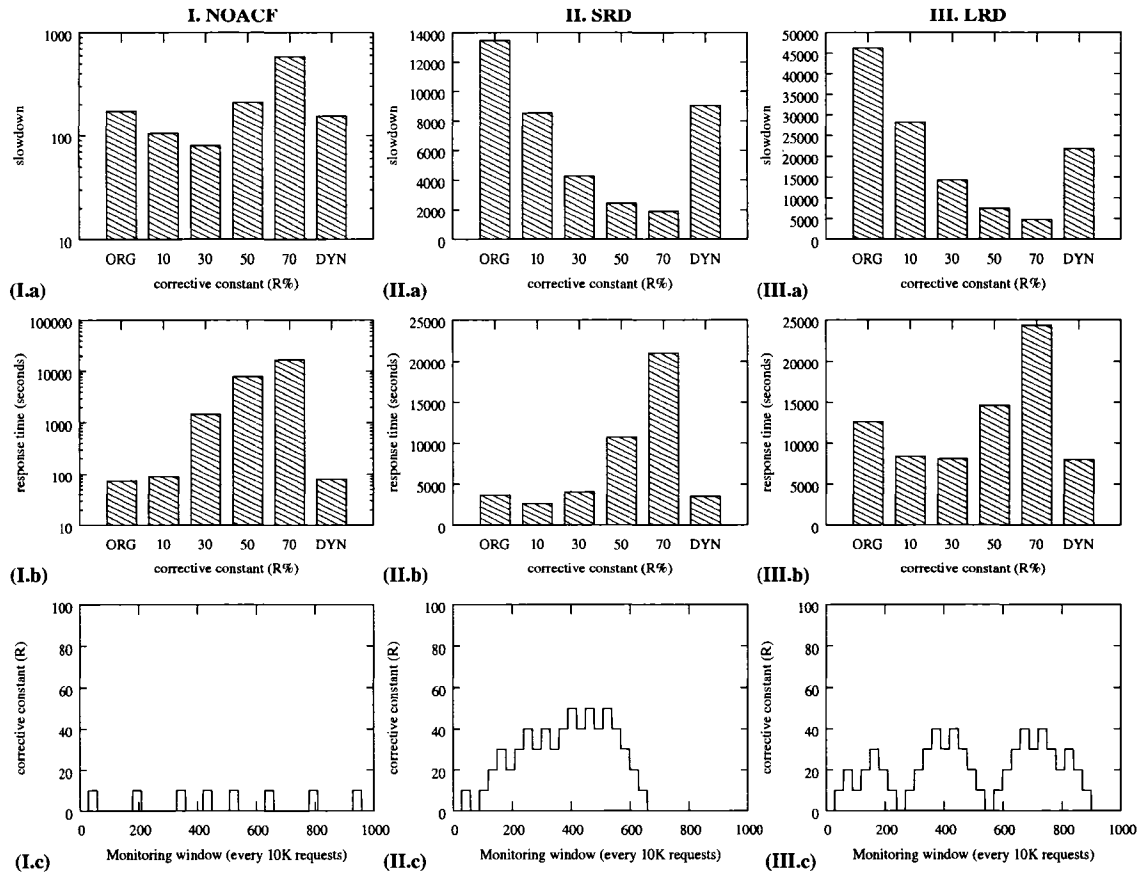 I. NOACF
II. SRD
III. LRD
1000
100
10
slowdown
ORG 10 30 50 70 DYN
corrective constant (R%)
(I.a)
14000
12000
10000
8000
6000
4000
2000
0
slowdown
ORG 10 30 50 70 DYN
corrective constant (R%)
(II.a)
50000
45000
40000
35000
30000
25000
20000
15000
10000
5000
0
slowdown
ORG 10 30 50 70 DYN
corrective constant (R%)
(III.a)
100000
10000
1000
100
10
response time (seconds)
ORG 10 30 50 70 DYN
corrective constant (R%)
(I.b)
25000
20000
15000
10000
5000
0
response time (seconds)
ORG 10 30 50 70 DYN
corrective constant (R%)
(II.b)
25000
20000
15000
10000
5000
0
response time (seconds)
ORG 10 30 50 70 DYN
corrective constant (R%)
(III.b)
100
80
60
40
20
0
corrective constant (R)
0 200 400 600 800 1000
Monitoring window (every 10K requests)
(I.c)
100
80
60
40
20
0
corrective constant (R)
0 200 400 600 800 1000
Monitoring window (every 10K requests)
(II.c)
100
80
60
40
20
0
corrective constant (R)
0 200 400 600 800 1000
Monitoring window (every 10K requests)
(III.c)